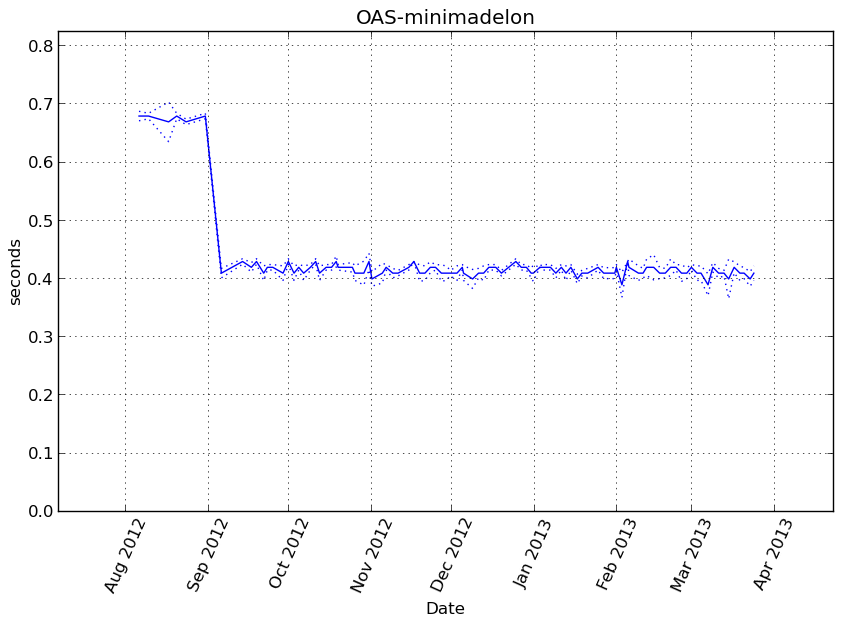 OAS-minimadelon
0.8
0.7
0.6
0.5
0.4
0.3
0.2
0.1
0.0
seconds
Aug 2012
Sep 2012
Oct 2012
Nov 2012
Dec 2012
Jan 2013
Feb 2013
Mar 2013
Apr 2013
Date